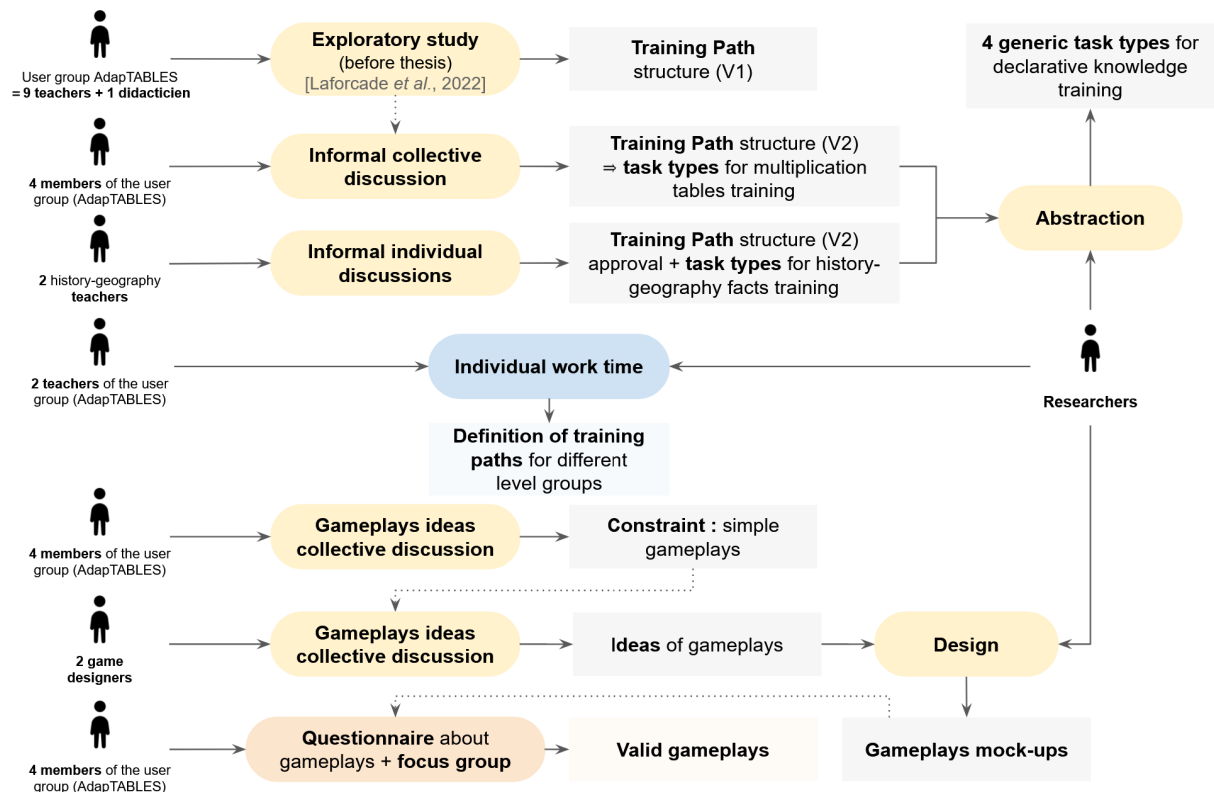 User group AdapTABLES
= 9 teachers + 1 didacticien
Exploratory study
(before thesis)
[Laforcade et al., 2022]
Training Path
structure (V1)
4 generic task types for
declarative knowledge
training
4 members of the user
group (AdapTABLES)
Informal collective
discussion
Training Path structure (V2)
⇒ task types for multiplication
tables training
Abstraction
2 history-geography
teachers
Informal individual
discussions
Training Path structure (V2)
approval + task types for history-
geography facts training
2 teachers of the user
group (AdapTABLES)
Individual work time
Researchers
Definition of training
paths for different
level groups
4 members of the user
group (AdapTABLES)
Gameplays ideas
collective discussion
Constraint : simple
gameplays
2 game
designers
Gameplays ideas
collective discussion
Ideas of gameplays
Design
4 members of the user
group (AdapTABLES)
Questionnaire about
gameplays + focus group
Valid gameplays
Gameplays mock-ups